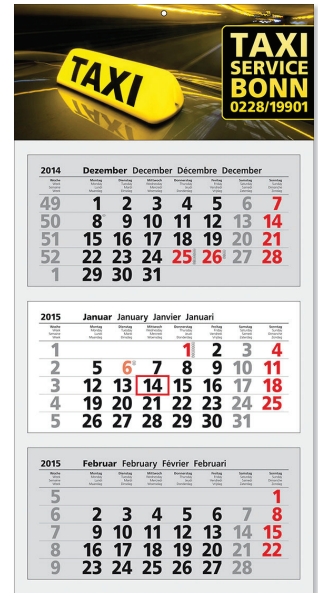 TAXI
TAXI
SERVICE
BONN
0228/19901
2014 Dezember December Décembre December
49 1 2 3 4 5 6 7
50 8 9 10 11 12 13 14
51 15 16 17 18 19 20 21
52 22 23 24 25 26 27 28
1 29 30 31
2015 Januar January Janvier Januari
1 1 2 3 4
2 5 6 7 8 9 10 11
3 12 13 14 15 16 17 18
4 19 20 21 22 23 24 25
5 26 27 28 29 30 31
2015 Februar February Février Februari
5 1
6 2 3 4 5 6 7 8
7 9 10 11 12 13 14 15
8 16 17 18 19 20 21 22
9 23 24 25 26 27 28